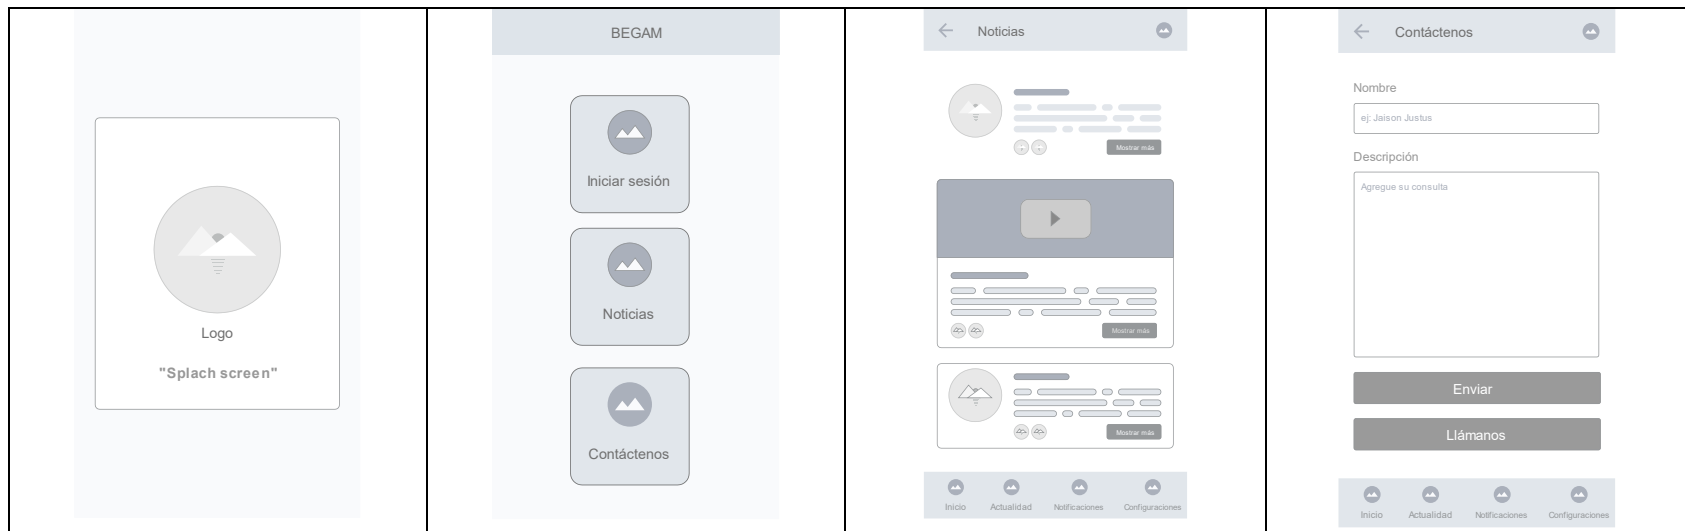 Logo
"Splach screen"
BEGAM
Iniciar sesión
Noticias
Contáctenos
Noticias
Mostrar más
Mostrar más
Mostrar más
Inicio Actualidad Notificaciones Configuraciones
Contáctenos
Nombre
ej: Jaison Justus
Descripción
Agregue su consulta
Enviar
Llámanos
Inicio Actualidad Notificaciones Configuraciones